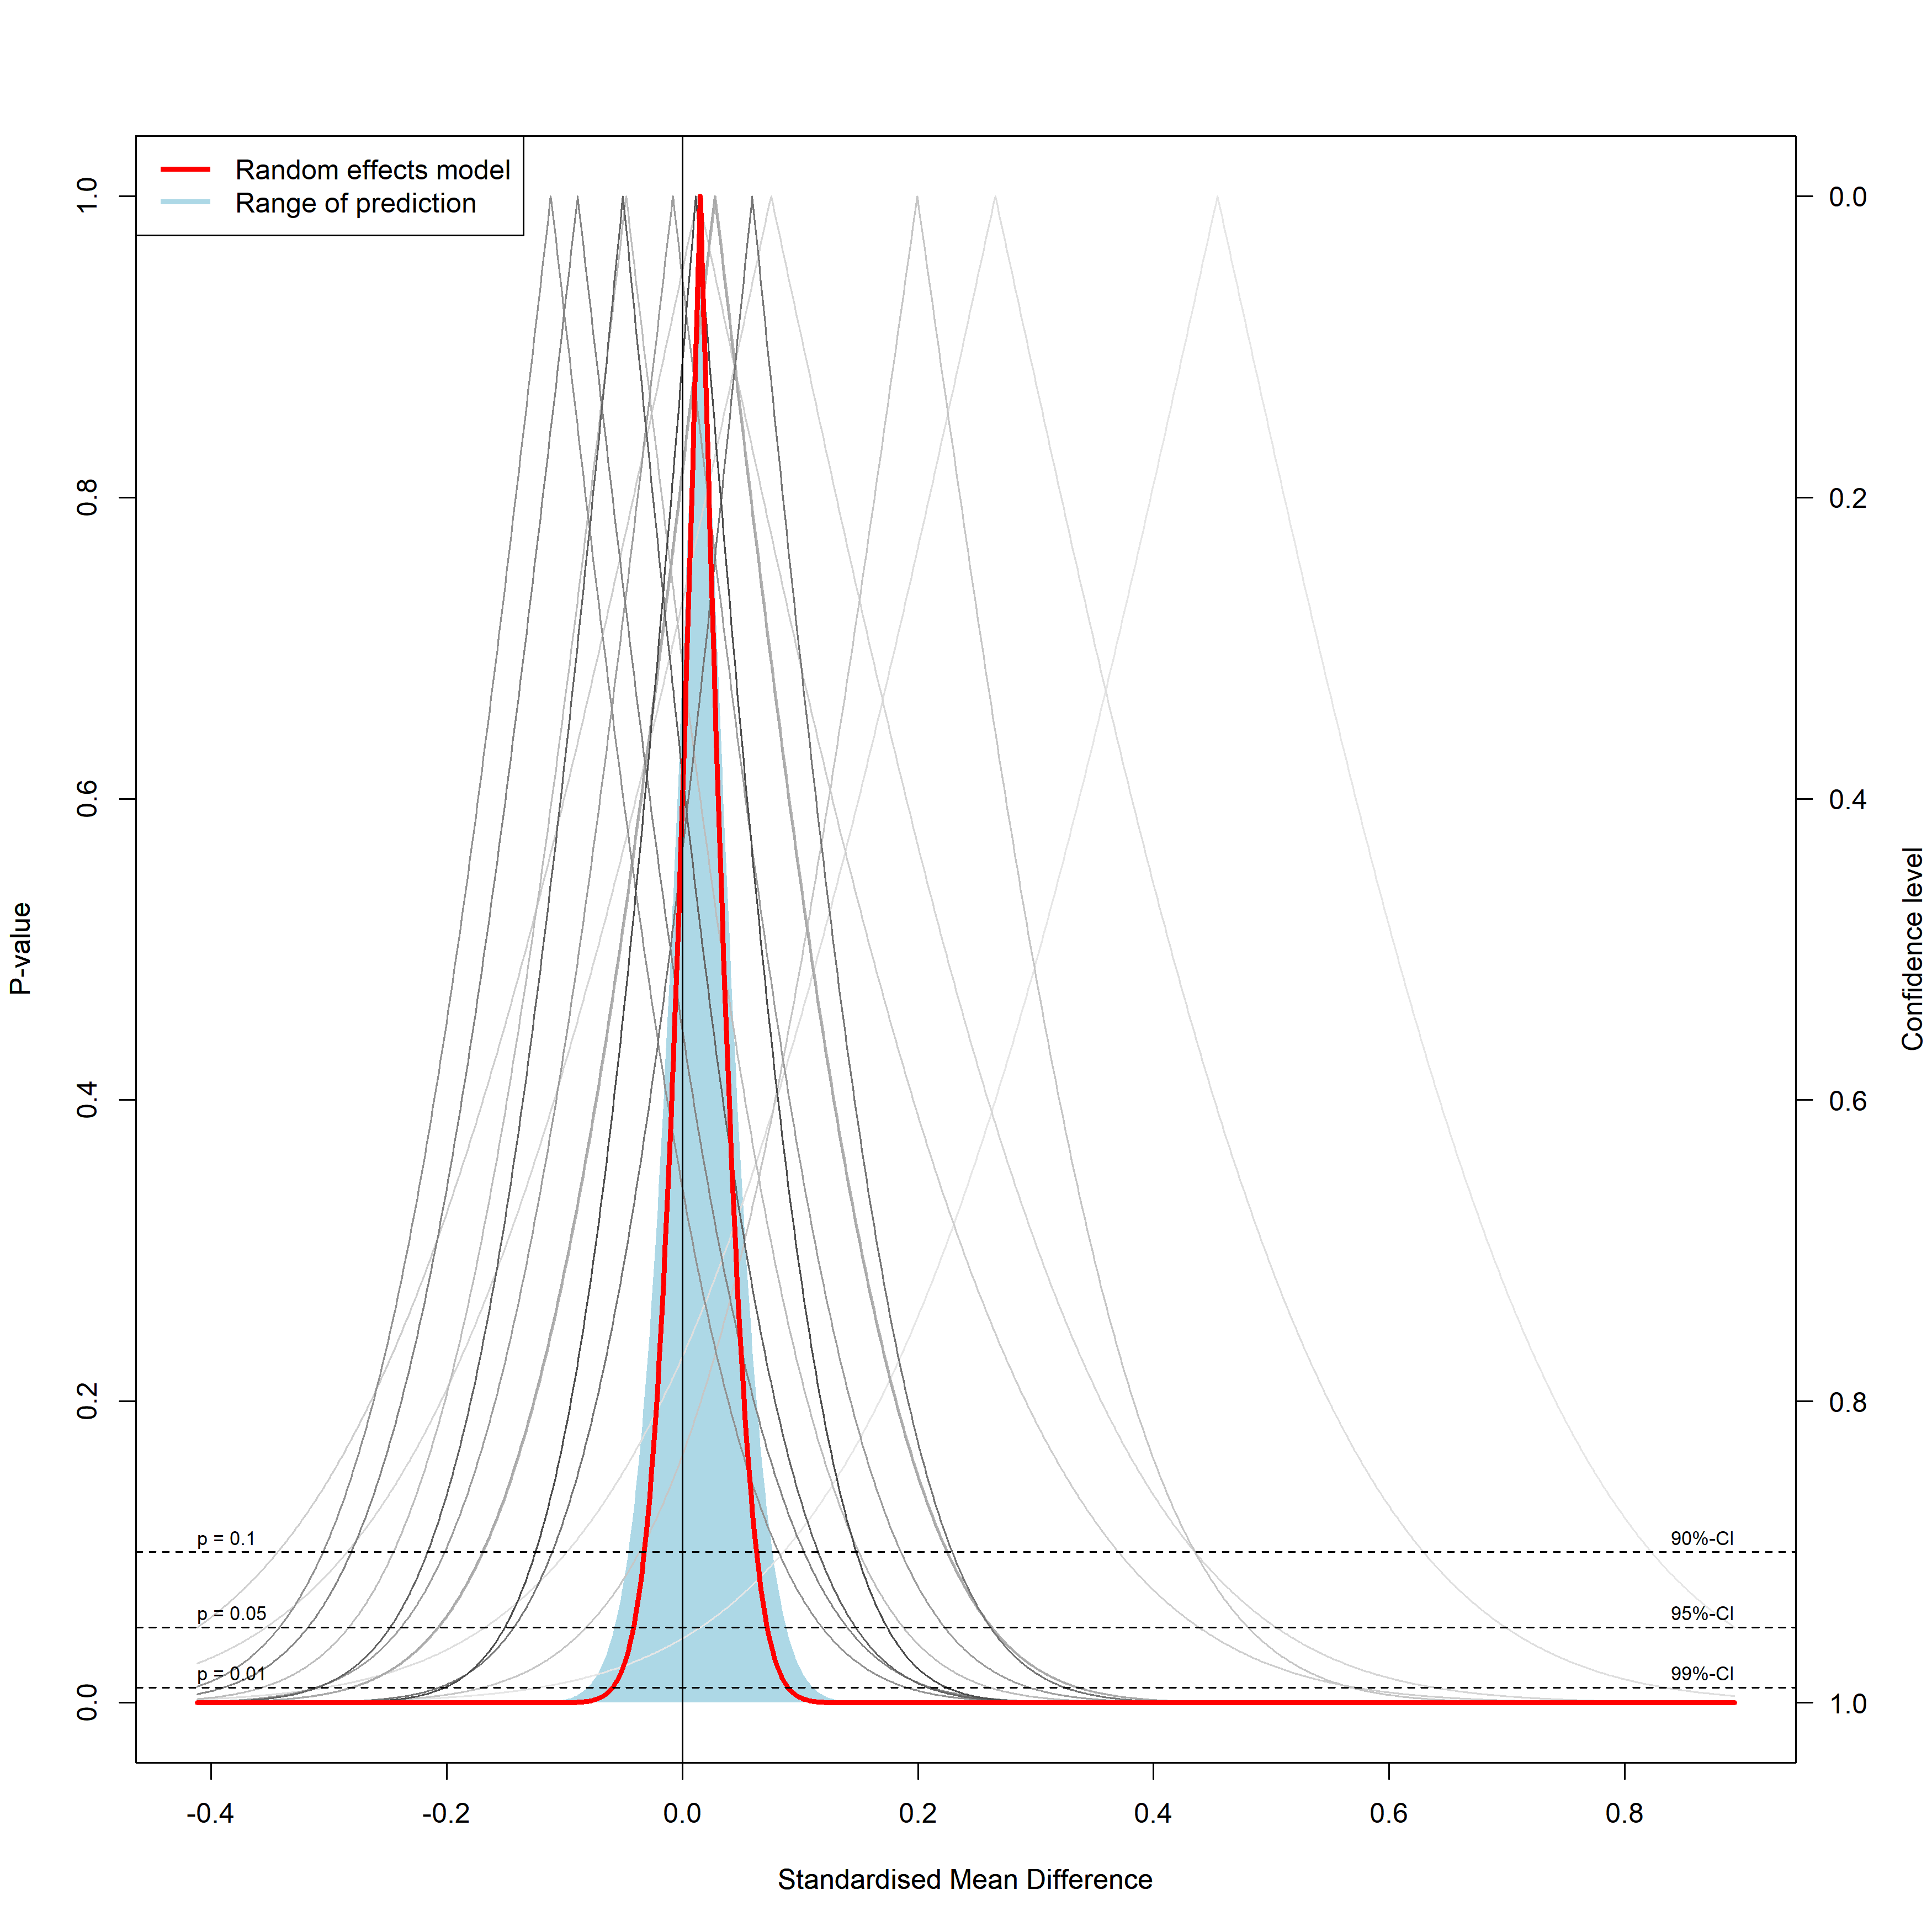 Random effects model
Range of prediction
1.0
0.8
0.6
0.4
0.2
0.0
P-value
0.0
0.2
0.4
0.6
0.8
1.0
Confidence level
p = 0.1
90%-CI
p = 0.05
95%-CI
p = 0.01
99%-CI
-0.4
-0.2
0.0
0.2
0.4
0.6
0.8
Standardised Mean Difference